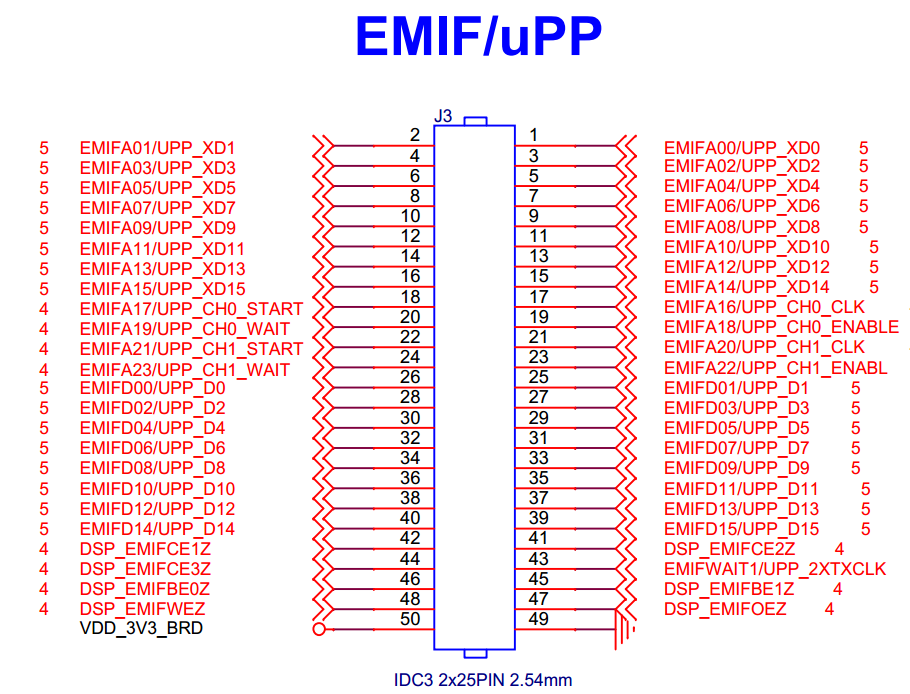 EMIF/uPP
J3
5 EMIFA01/UPP_XD1 2 1 EMIFA00/UPP_XD0 5
5 EMIFA03/UPP_XD3 4 3 EMIFA02/UPP_XD2 5
5 EMIFA05/UPP_XD5 6 5 EMIFA04/UPP_XD4 5
5 EMIFA07/UPP_XD7 8 7 EMIFA06/UPP_XD6 5
5 EMIFA09/UPP_XD9 10 9 EMIFA08/UPP_XD8 5
5 EMIFA11/UPP_XD11 12 11 EMIFA10/UPP_XD10 5
5 EMIFA13/UPP_XD13 14 13 EMIFA12/UPP_XD12 5
5 EMIFA15/UPP_XD15 16 15 EMIFA14/UPP_XD14 5
4 EMIFA17/UPP_CH0_START 18 17 EMIFA16/UPP_CH0_CLK
4 EMIFA19/UPP_CH0_WAIT 20 19 EMIFA18/UPP_CH0_ENABLE
4 EMIFA21/UPP_CH1_START 22 21 EMIFA20/UPP_CH1_CLK
4 EMIFA23/UPP_CH1_WAIT 24 23 EMIFA22/UPP_CH1_ENABL
5 EMIFD00/UPP_D0 26 25 EMIFD01/UPP_D1 5
5 EMIFD02/UPP_D2 28 27 EMIFD03/UPP_D3 5
5 EMIFD04/UPP_D4 30 29 EMIFD05/UPP_D5 5
5 EMIFD06/UPP_D6 32 31 EMIFD07/UPP_D7 5
5 EMIFD08/UPP_D8 34 33 EMIFD09/UPP_D9 5
5 EMIFD10/UPP_D10 36 35 EMIFD11/UPP_D11 5
5 EMIFD12/UPP_D12 38 37 EMIFD13/UPP_D13 5
5 EMIFD14/UPP_D14 40 39 EMIFD15/UPP_D15 5
4 DSP_EMIFCE1Z 42 41 DSP_EMIFCE2Z 4
4 DSP_EMIFCE3Z 44 43 EMIFWAIT1/UPP_2XTXCLK
4 DSP_EMIFBE0Z 46 45 DSP_EMIFBE1Z 4
4 DSP_EMIFWEZ 48 47 DSP_EMIFOEZ 4
VDD_3V3_BRD 50 49
IDC3 2x25PIN 2.54mm